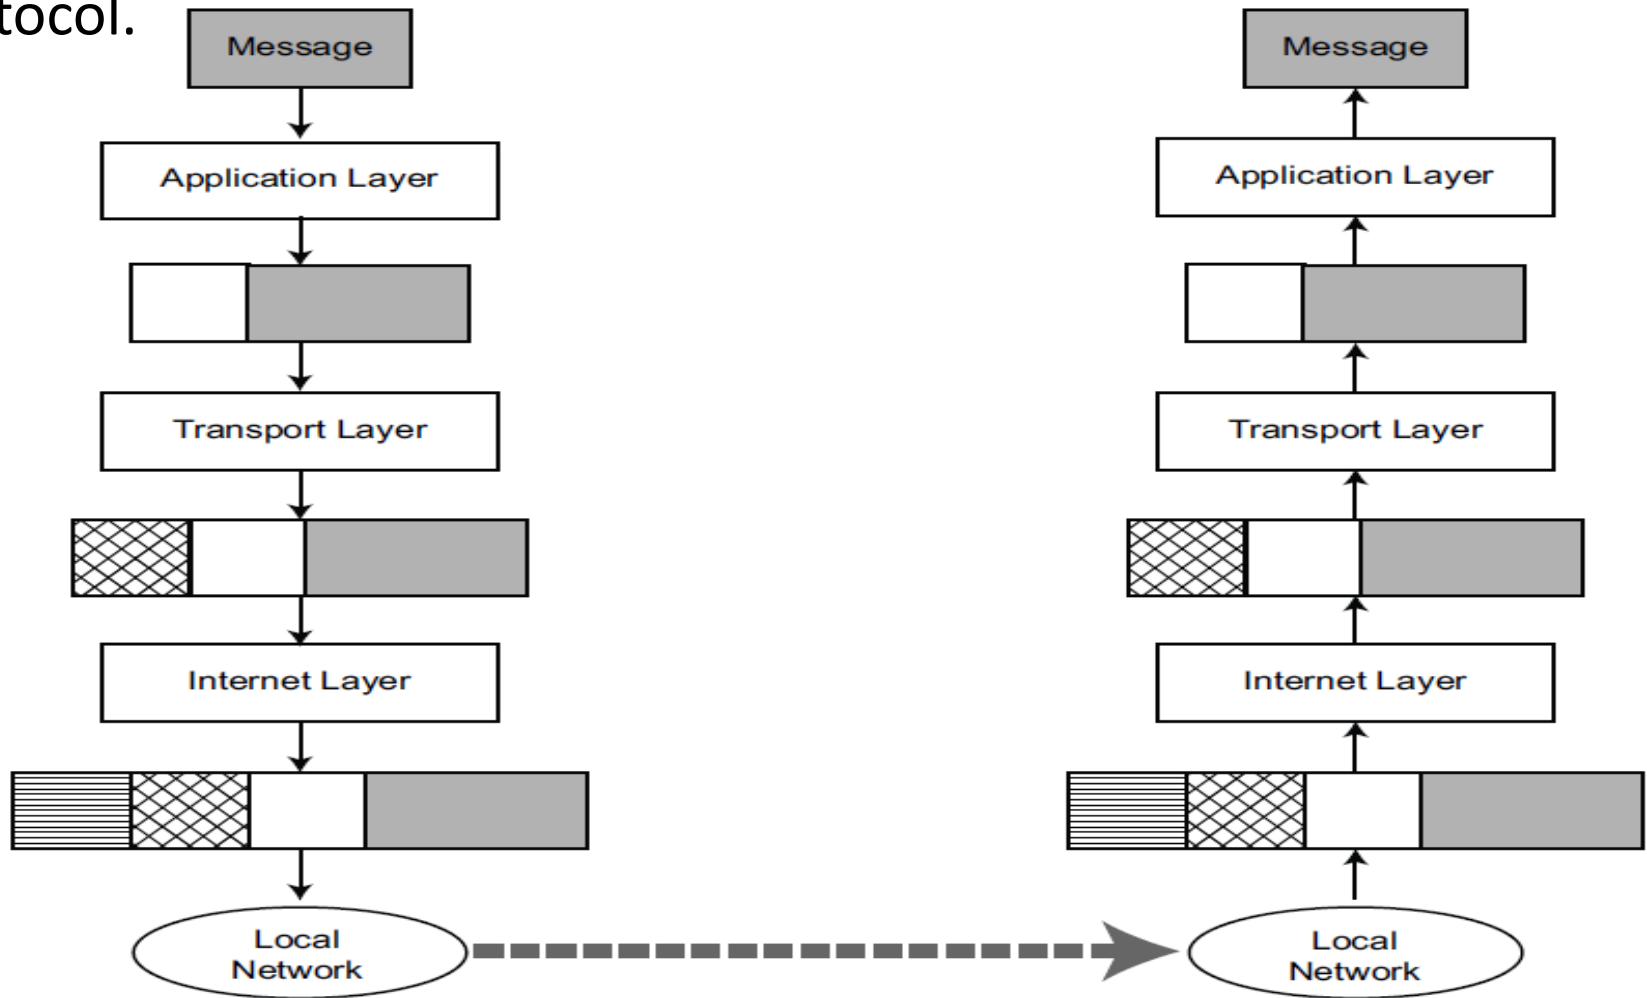 tocol.
Message
Application Layer
Transport Layer
Internet Layer
Local
Network
Message
Application Layer
Transport Layer
Internet Layer
Local
Network